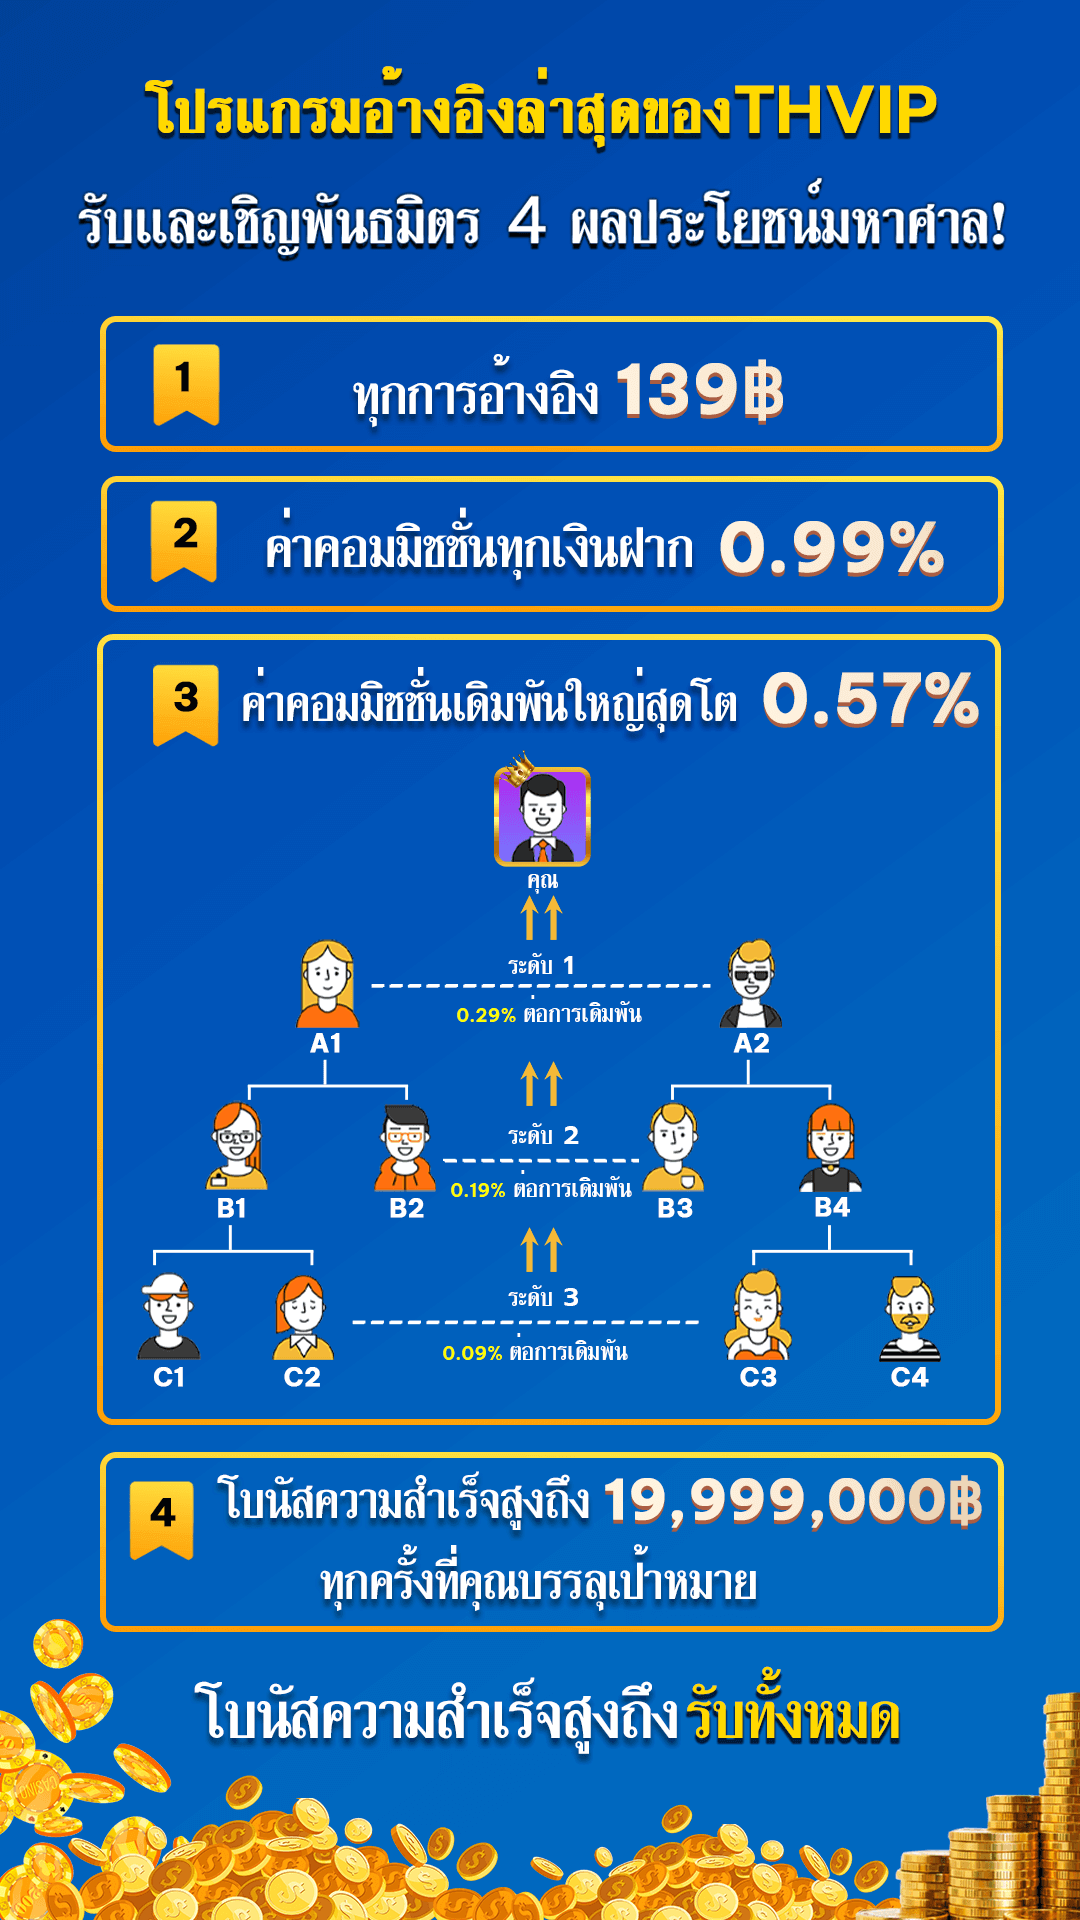 โปรแกรมอ้างอิงล่าสุดของTHVIP
รับและเชิญพันธมิตร 4 ผลประโยชน์มหาศาล!
1
ทุกการอ้างอิง 139฿
2
ค่าคอมมิชชั่นทุกเงินฝาก 0.99%
3
ค่าคอมมิชชั่นเดิมพันใหญ่สุดโต 0.57%
คุณ
ระดับ 1
0.29% ต่อการเดิมพัน
A1
A2
ระดับ 2
0.19% ต่อการเดิมพัน
B1
B2
B3
B4
ระดับ 3
0.09% ต่อการเดิมพัน
C1
C2
C3
C4
4
โบนัสความสำเร็จสูงถึง 19,999,000฿
ทุกครั้งที่คุณบรรลุเป้าหมาย
โบนัสความสำเร็จสูงถึง รับทั้งหมด
CASINO